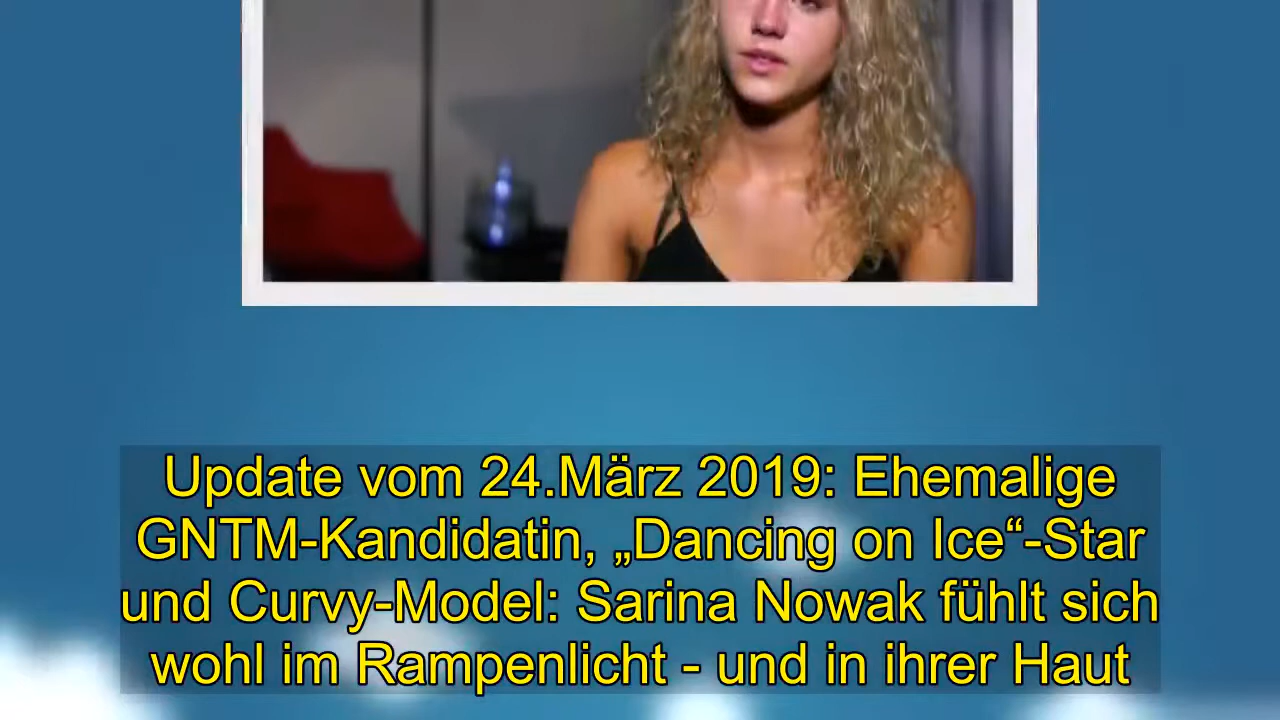 Update vom 24.März 2019: Ehemalige
GNTM-Kandidatin, „Dancing on Ice“-Star
und Curvy-Model: Sarina Nowak fühlt sich
wohl im Rampenlicht - und in ihrer Haut